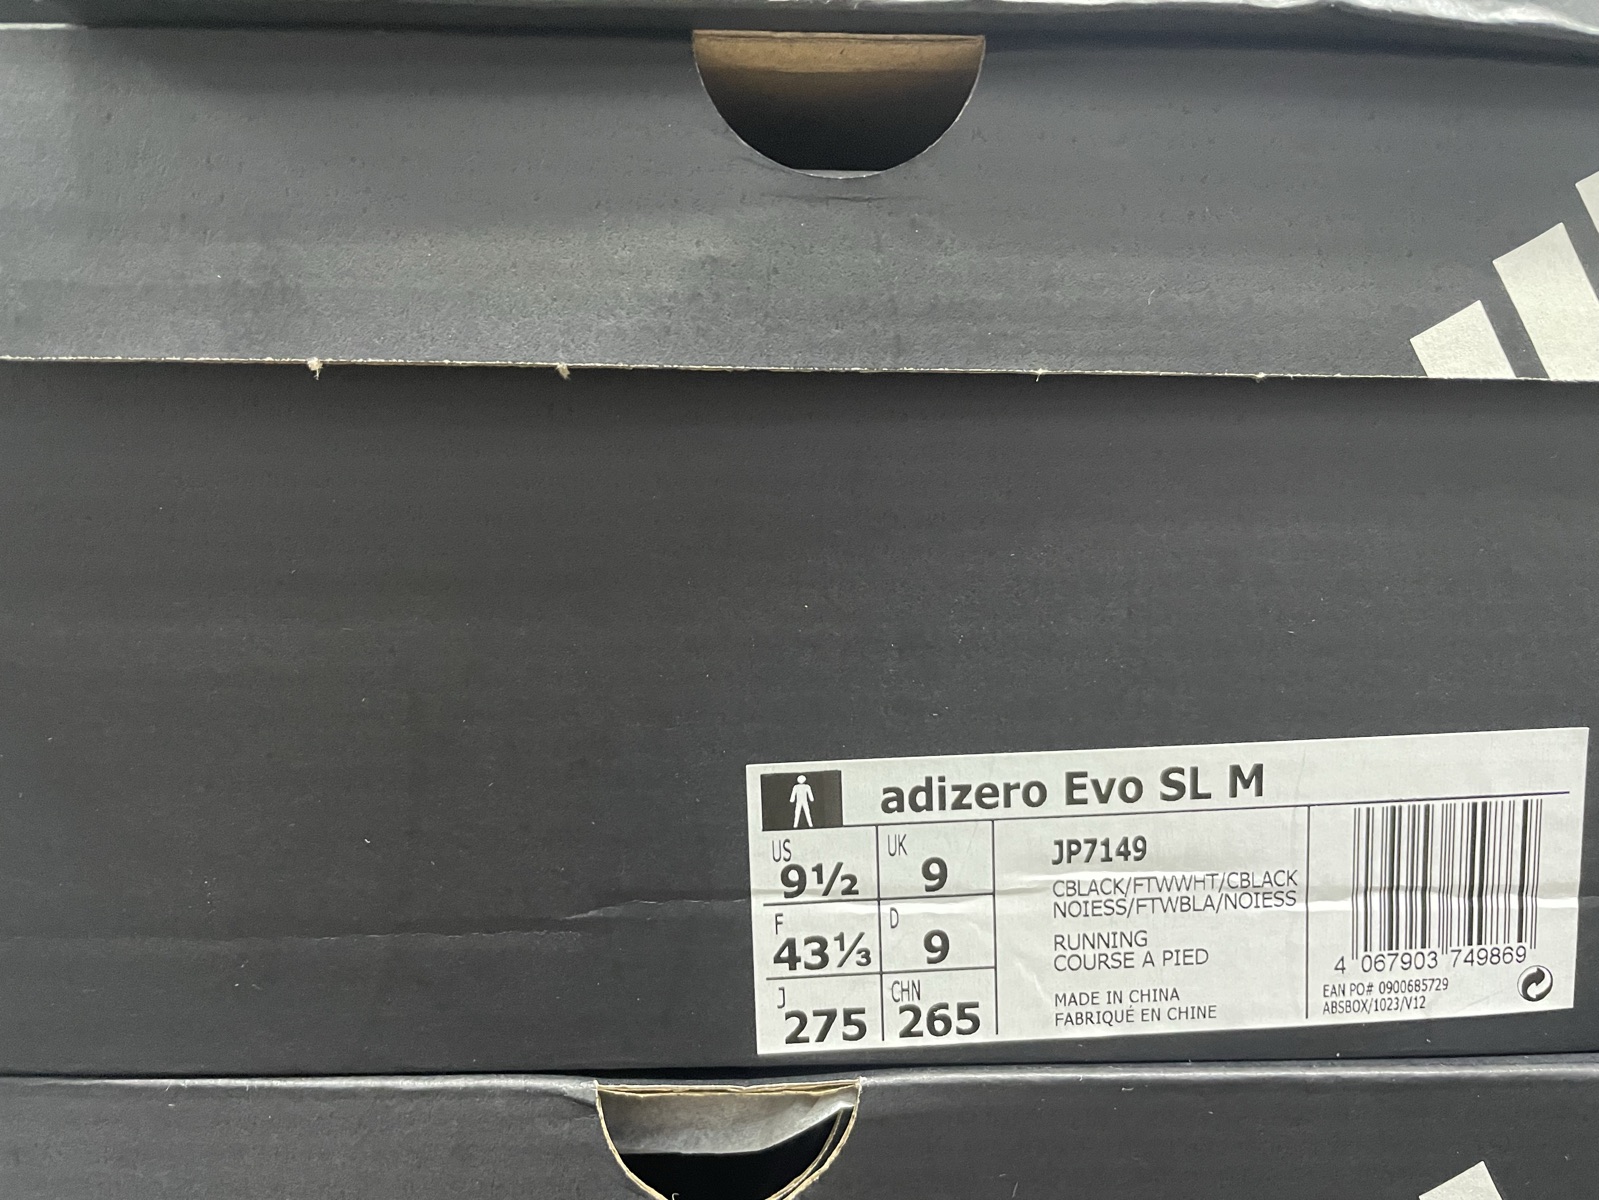 adizero Evo SL M
US
9½
UK
9
F
43⅓
D
9
J
275
CHN
265
JP7149
CBLACK/FTWWHT/CBLACK
NOIESS/FTWBLA/NOIESS
RUNNING
COURSE A PIED
MADE IN CHINA
FABRIQUÉ EN CHINE
4 067903 749869
EAN PO# 0900685729
ABSBOX/1023/V12